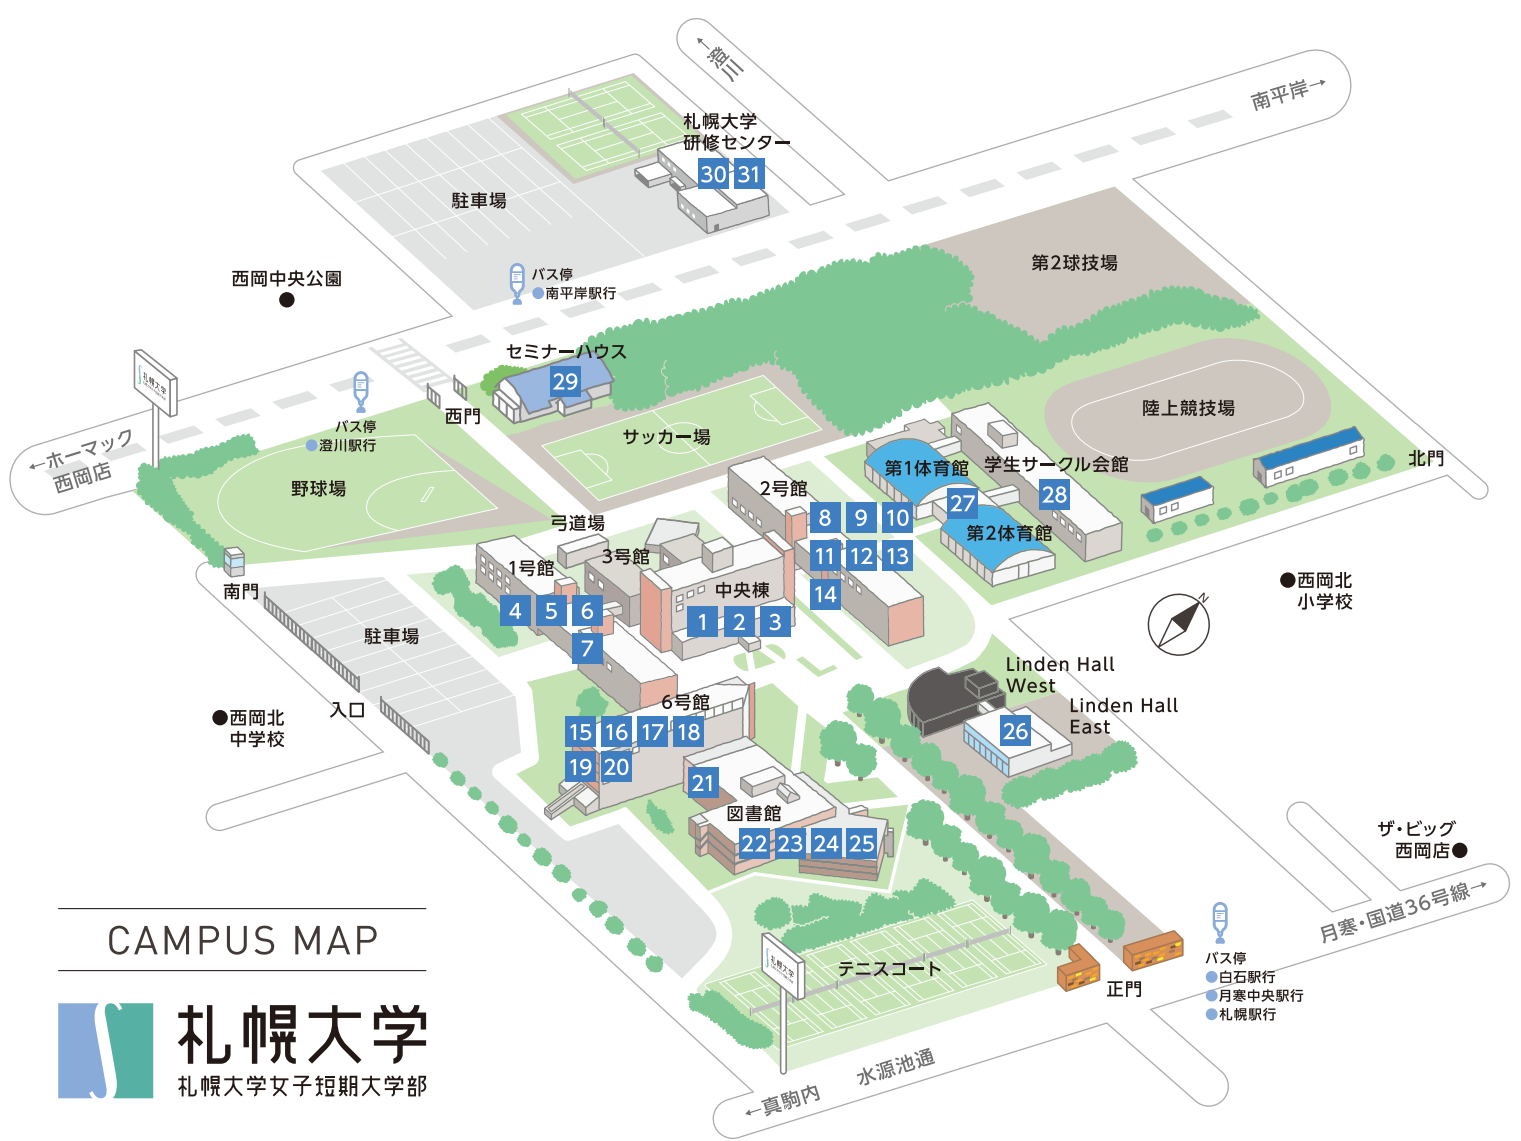 澄川
南平岸
札幌大学
研修センター
30 31
駐車場
第2球技場
西岡中央公園
バス停
南平岸駅行
セミナーハウス
29
札幌大学
バス停
澄川駅行
西門
サッカー場
陸上競技場
ホーマック
西岡店
野球場
第1体育館
学生サークル会館
北門
27
28
第2体育館
2号館
8 9 10
11 12 13
14
弓道場
3号館
1号館
4 5 6
7
中央棟
1 2 3
南門
駐車場
入口
西岡北
小学校
N
西岡北
中学校
Linden Hall
West
Linden Hall
East
26
6号館
15 16 17 18
19 20
21
図書館
22 23 24 25
ザ・ビッグ
西岡店
月寒・国道36号線
バス停
白石駅行
月寒中央駅行
札幌駅行
正門
テニスコート
札幌大学
水源池通
真駒内
CAMPUS MAP
札幌大学
札幌大学女子短期大学部